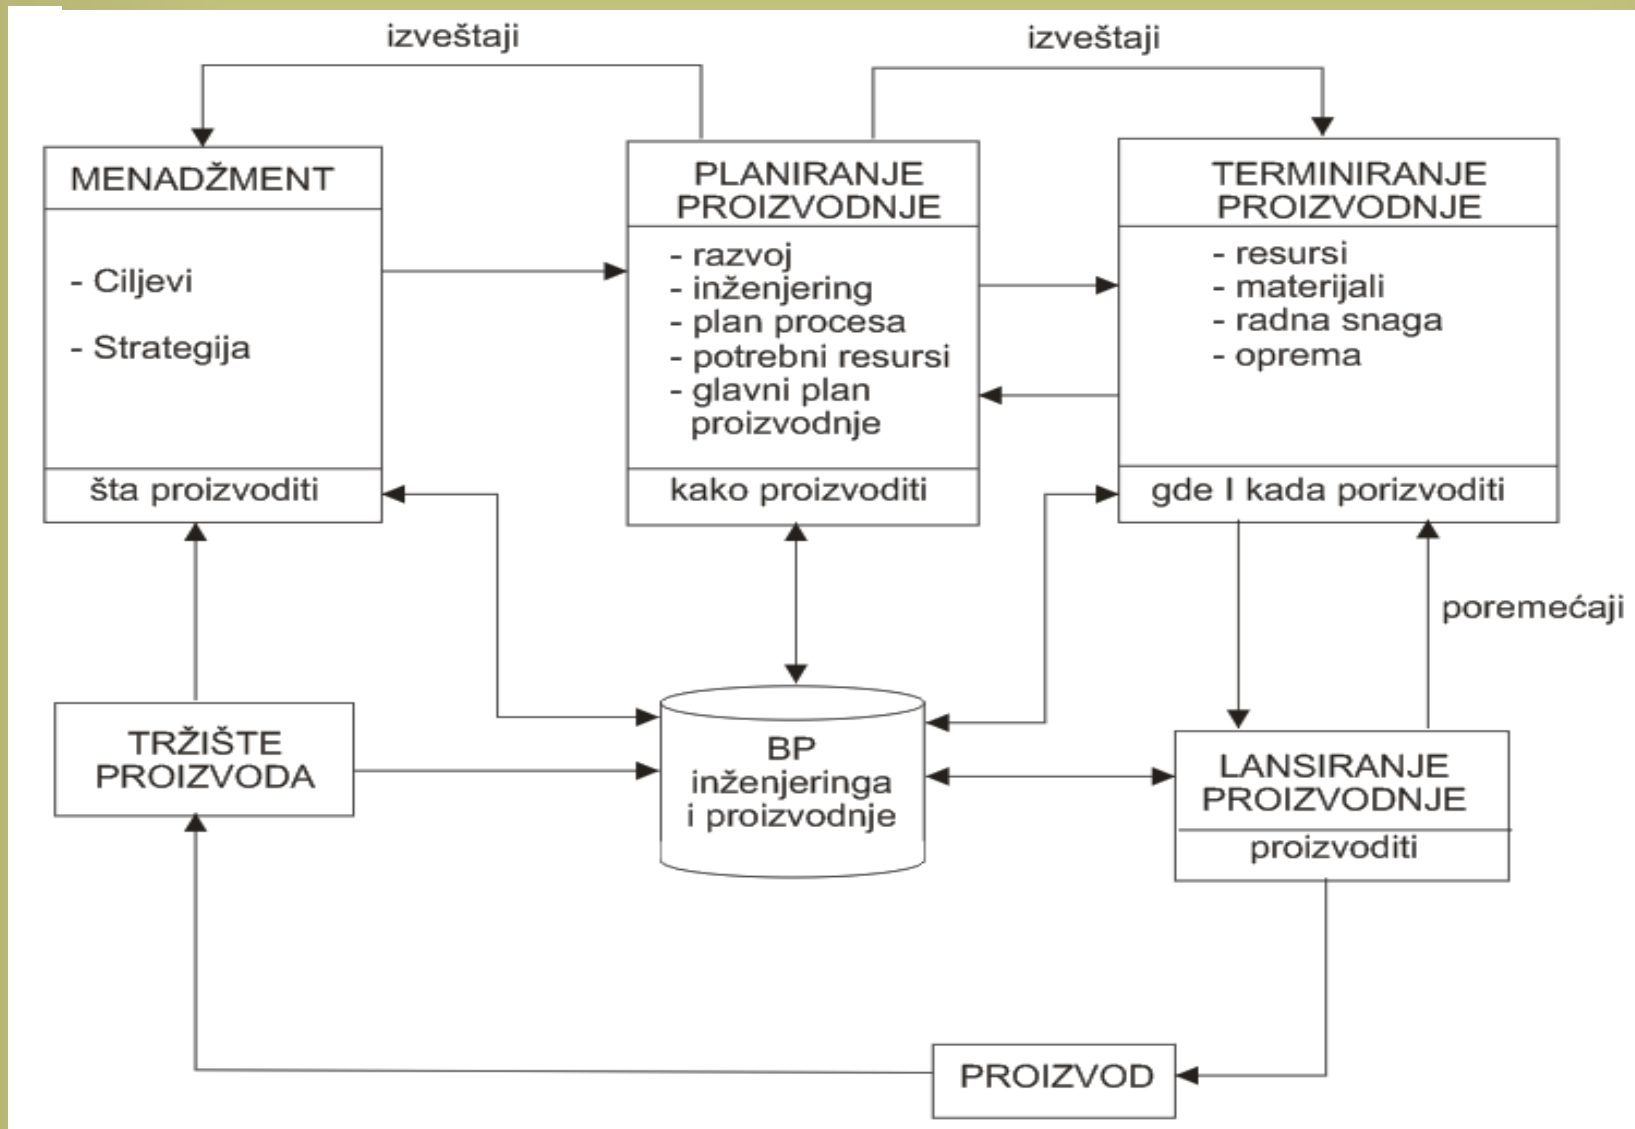 izveštaji
izveštaji
MENADŽMENT
- Ciljevi
- Strategija
šta proizvoditi
PLANIRANJE
PROIZVODNJE
- razvoj
- inženjering
- plan procesa
- potrebni resursi
- glavni plan
proizvodnje
kako proizvoditi
TERMINIRANJE
PROIZVODNJE
- resursi
- materijali
- radna snaga
- oprema
gde I kada porizvoditi
poremećaji
TRŽIŠTE
PROIZVODA
BP
inženjeringa
i proizvodnje
LANSIRANJE
PROIZVODNJE
proizvoditi
PROIZVOD